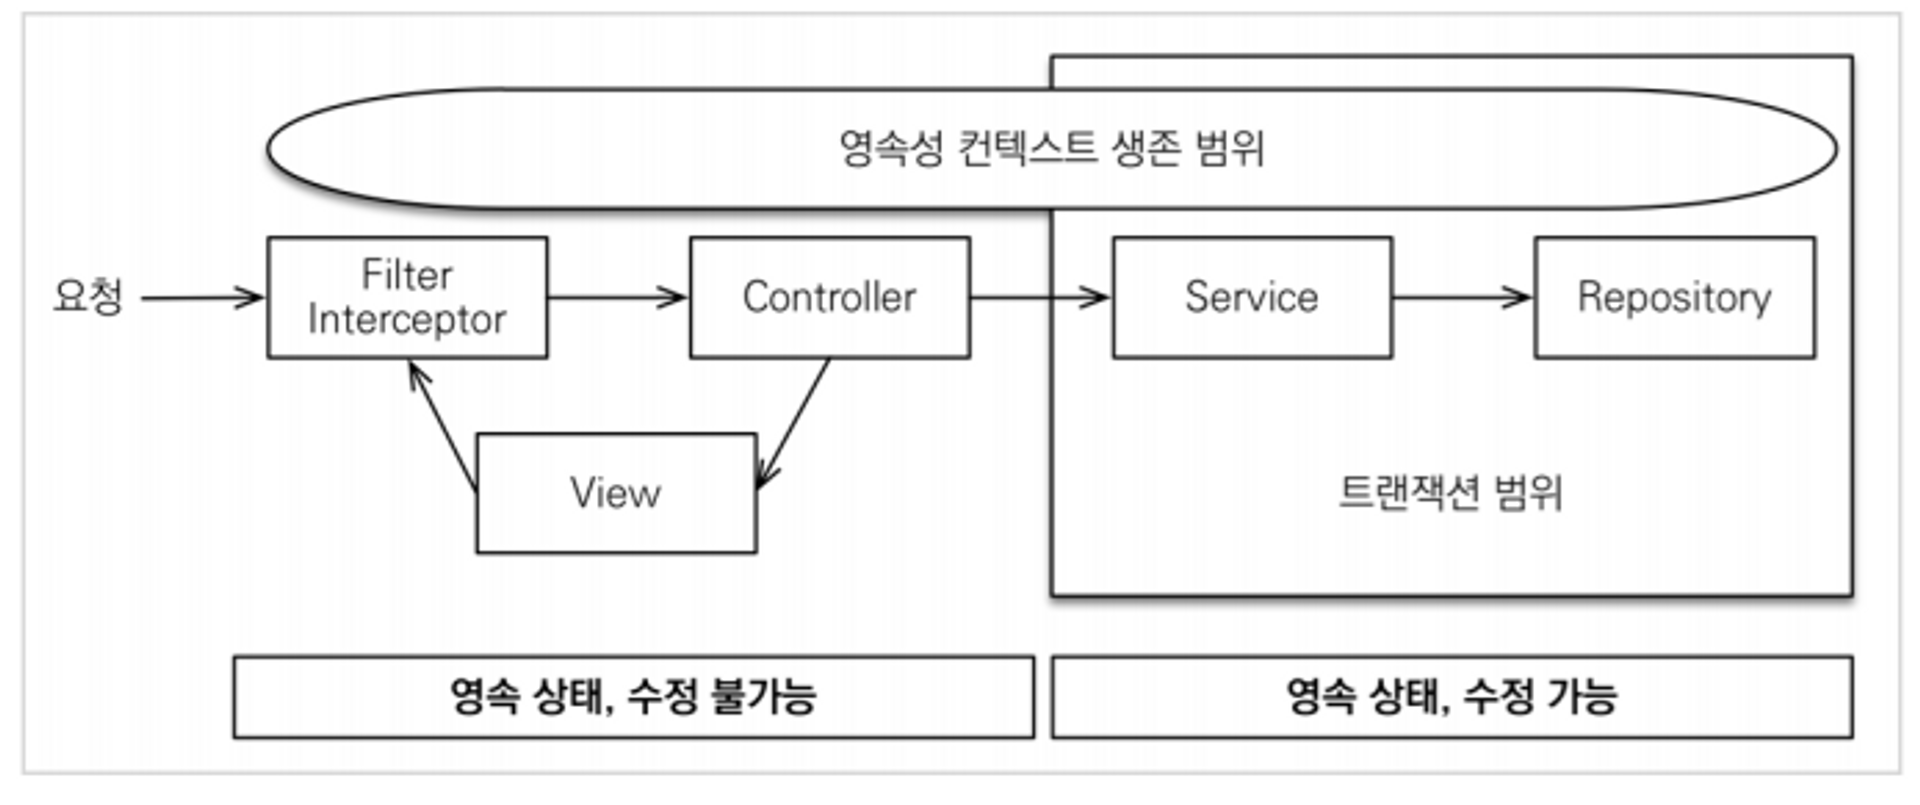 영속성 컨텍스트 생존 범위
요청
Filter
Interceptor
Controller
Service
Repository
View
트랜잭션 범위
영속 상태, 수정 불가능
영속 상태, 수정 가능